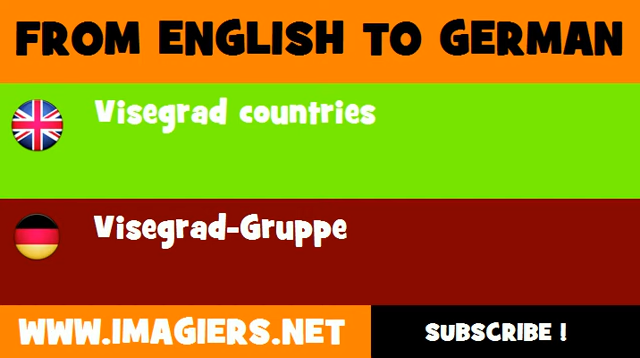 FROM ENGLISH TO GERMAN
Visegrad countries
Visegrad-Gruppe
WWW.IMAGIERS.NET
SUBSCRIBE !